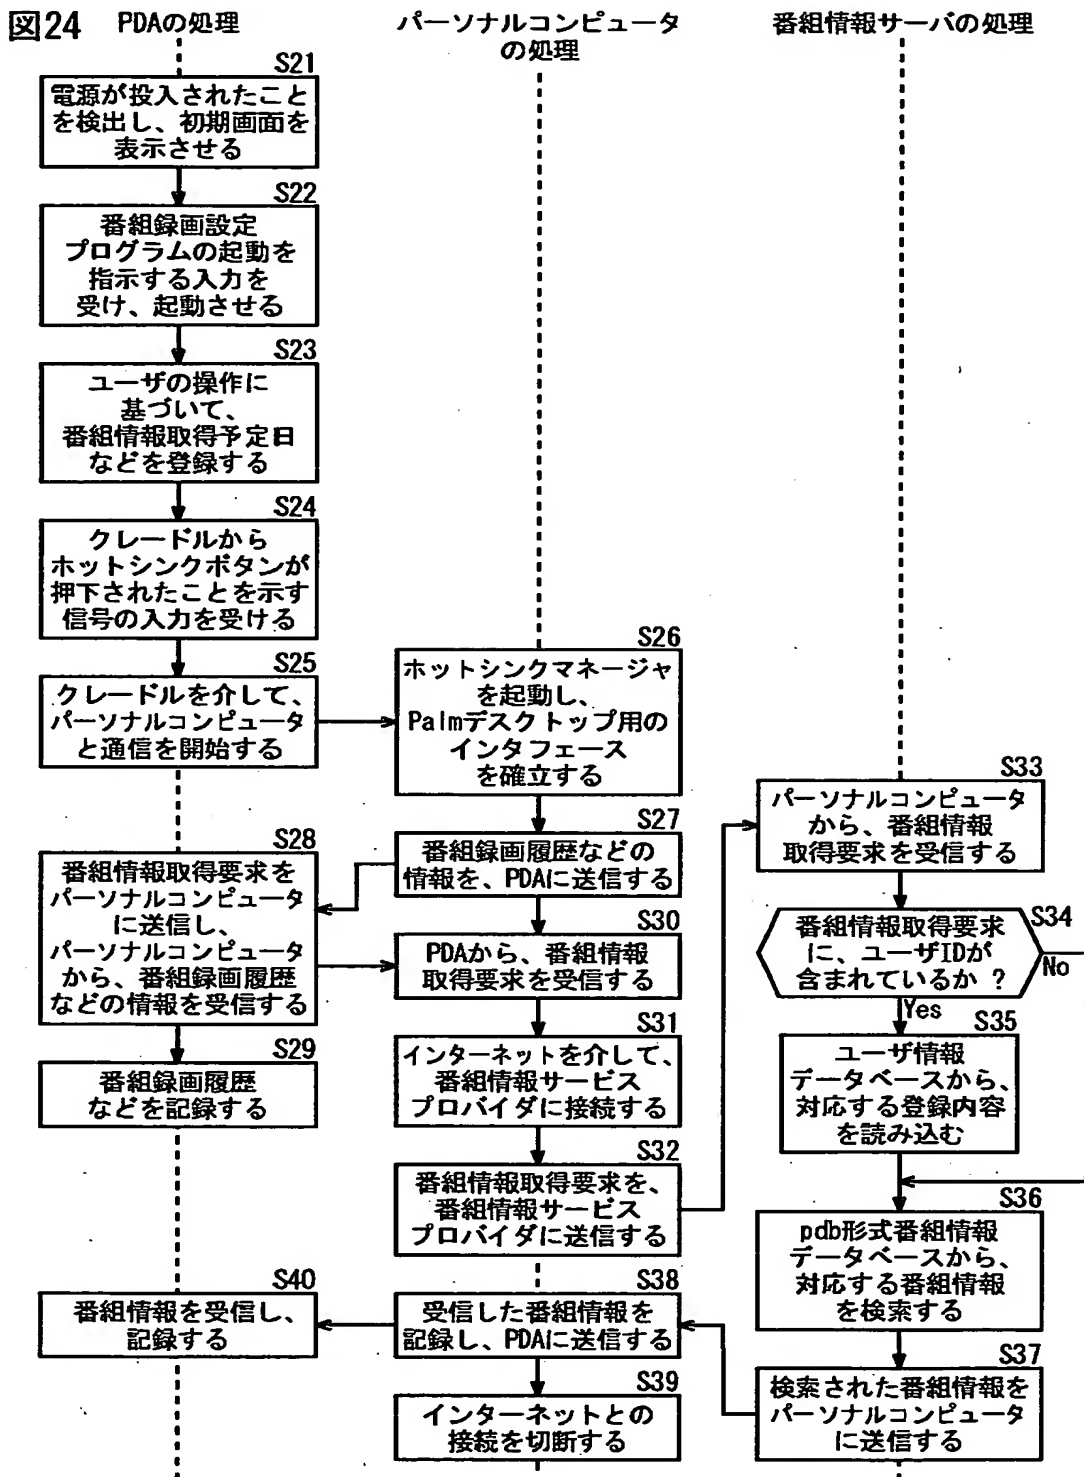 図24
PDAの処理
パーソナルコンピュータ
の処理
番組情報サーバの処理
S21
電源が投入されたこと
を検出し、初期画面を
表示させる
S22
番組録画設定
プログラムの起動を
指示する入力を
受け、起動させる
S23
ユーザの操作に
基づいて、
番組情報取得予定日
などを登録する
S24
クレードルから
ホットシンクボタンが
押下されたことを示す
信号の入力を受ける
S25
クレードルを介して、
パーソナルコンピュータ
と通信を開始する
S26
ホットシンクマネージャ
を起動し、
Palmデスクトップ用の
インタフェース
を確立する
S27
番組録画履歴などの
情報を、PDAに送信する
S28
番組情報取得要求を
パーソナルコンピュータ
に送信し、
パーソナルコンピュータ
から、番組録画履歴
などの情報を受信する
S29
番組録画履歴
などを記録する
S30
PDAから、番組情報
取得要求を受信する
S31
インターネットを介して、
番組情報サービス
プロバイダに接続する
S32
番組情報取得要求を、
番組情報サービス
プロバイダに送信する
S33
パーソナルコンピュータ
から、番組情報
取得要求を受信する
S34
番組情報取得要求
に、ユーザIDが
含まれているか ?
No
Yes
S35
ユーザ情報
データベースから、
対応する登録内容
を読み込む
S36
pdb形式番組情報
データベースから、
対応する番組情報
を検索する
S37
検索された番組情報を
パーソナルコンピュータ
に送信する
S38
受信した番組情報を
記録し、PDAに送信する
S39
インターネットとの
接続を切断する
S40
番組情報を受信し、
記録する